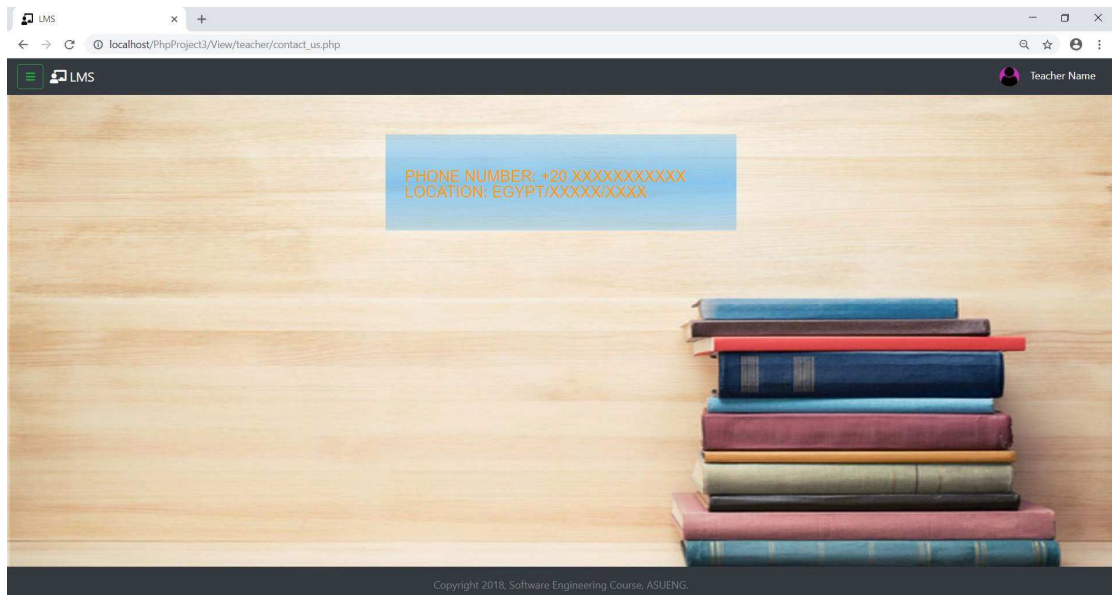 LMS
localhost/PhpProject3/View/teacher/contact_us.php
LMS
Teacher Name
PHONE NUMBER: +20 XXXXXXXXXXX
LOCATION: EGYPT/XXXXX/XXXX
Copyright 2018, Software Engineering Course, ASUENG.